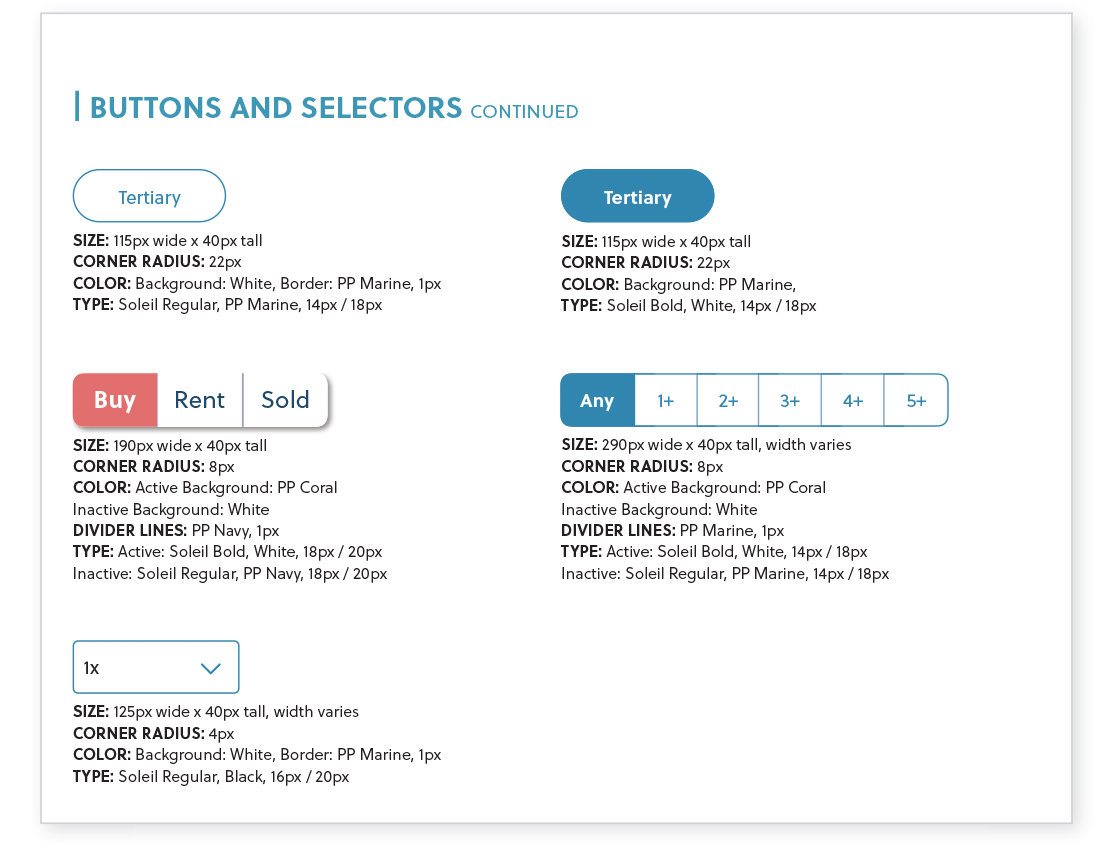 BUTTONS AND SELECTORS CONTINUED
Tertiary
SIZE: 115px wide x 40px tall
CORNER RADIUS: 22px
COLOR: Background: White, Border: PP Marine, 1px
TYPE: Soleil Regular, PP Marine, 14px / 18px
Tertiary
SIZE: 115px wide x 40px tall
CORNER RADIUS: 22px
COLOR: Background: PP Marine,
TYPE: Soleil Bold, White, 14px / 18px
Buy Rent Sold
SIZE: 190px wide x 40px tall
CORNER RADIUS: 8px
COLOR: Active Background: PP Coral
Inactive Background: White
DIVIDER LINES: PP Navy, 1px
TYPE: Active: Soleil Bold, White, 18px / 20px
Inactive: Soleil Regular, PP Navy, 18px / 20px
Any 1+ 2+ 3+ 4+ 5+
SIZE: 290px wide x 40px tall, width varies
CORNER RADIUS: 8px
COLOR: Active Background: PP Coral
Inactive Background: White
DIVIDER LINES: PP Marine, 1px
TYPE: Active: Soleil Bold, White, 14px / 18px
Inactive: Soleil Regular, PP Marine, 14px / 18px
1x
SIZE: 125px wide x 40px tall, width varies
CORNER RADIUS: 4px
COLOR: Background: White, Border: PP Marine, 1px
TYPE: Soleil Regular, Black, 16px / 20px